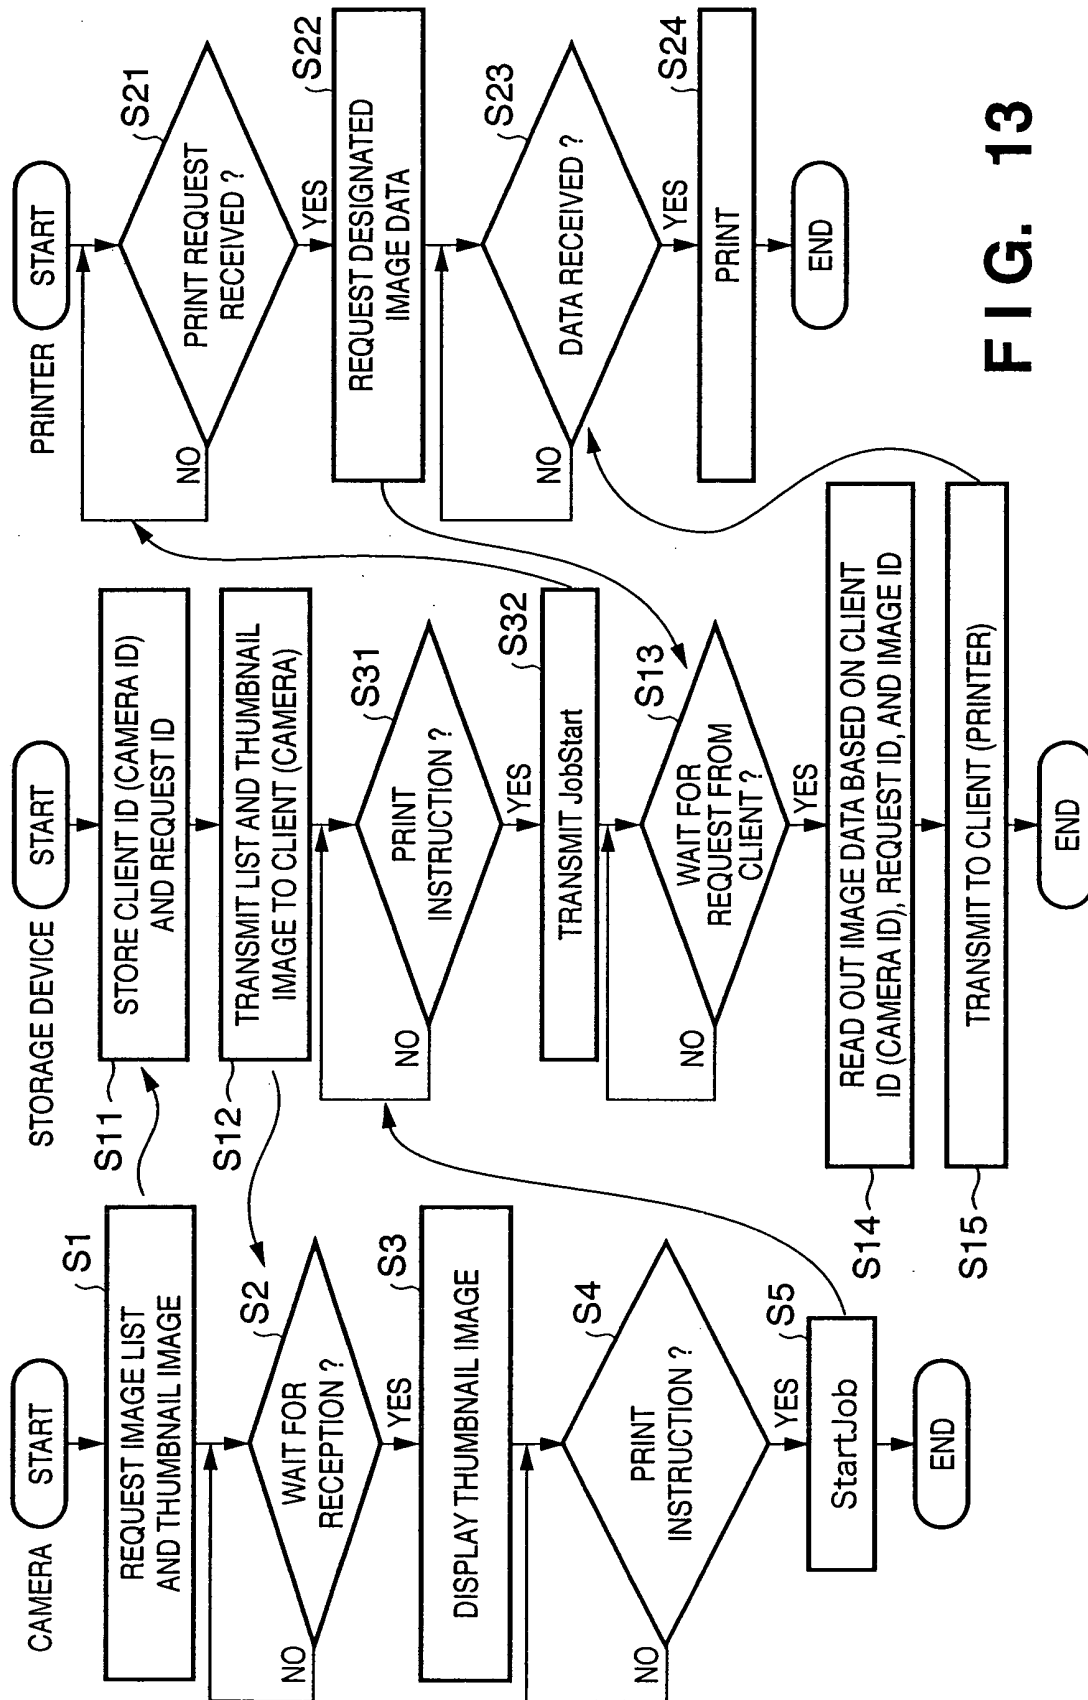 CAMERA
START
S1
REQUEST IMAGE LIST
AND THUMBNAIL IMAGE
S2
WAIT FOR
RECEPTION ?
NO
YES
S3
DISPLAY THUMBNAIL IMAGE
S4
PRINT
INSTRUCTION ?
NO
YES
S5
StartJob
END
STORAGE DEVICE
START
S11
STORE CLIENT ID (CAMERA ID)
AND REQUEST ID
S12
TRANSMIT LIST AND THUMBNAIL
IMAGE TO CLIENT (CAMERA)
S31
PRINT
INSTRUCTION ?
NO
YES
S32
TRANSMIT JobStart
S13
WAIT FOR
REQUEST FROM
CLIENT ?
NO
YES
S14
READ OUT IMAGE DATA BASED ON CLIENT
ID (CAMERA ID), REQUEST ID, AND IMAGE ID
S15
TRANSMIT TO CLIENT (PRINTER)
END
PRINTER
START
S21
PRINT REQUEST
RECEIVED ?
NO
YES
S22
REQUEST DESIGNATED
IMAGE DATA
S23
DATA RECEIVED ?
NO
YES
S24
PRINT
END
FIG. 13